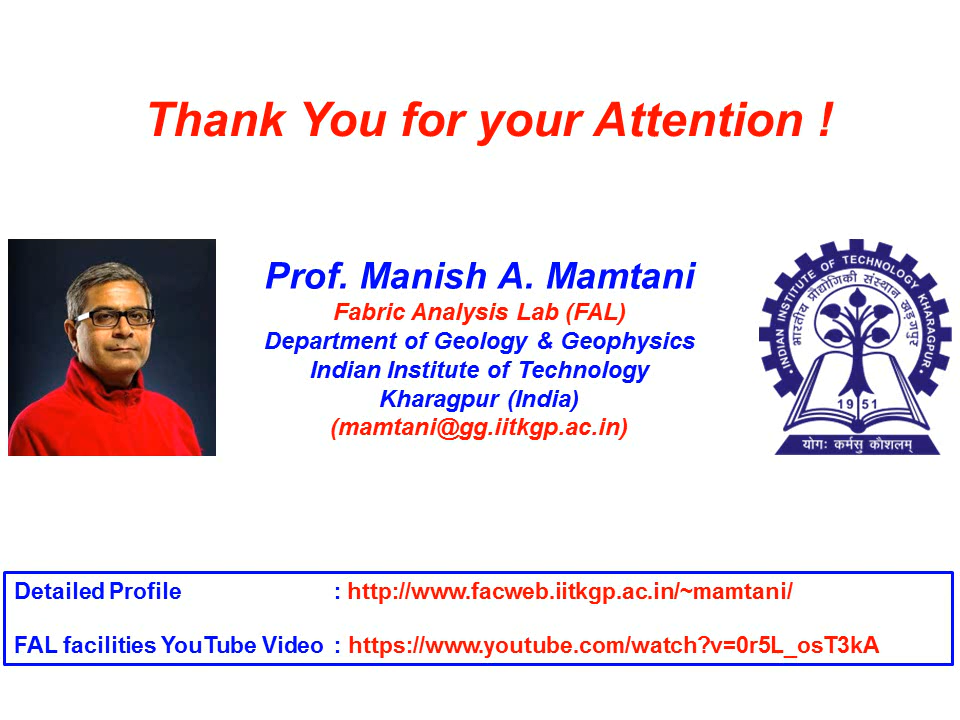 Thank You for your Attention !
Prof. Manish A. Mamtani
Fabric Analysis Lab (FAL)
Department of Geology & Geophysics
Indian Institute of Technology
Kharagpur (India)
(mamtani@gg.iitkgp.ac.in)
INDIAN INSTITUTE OF TECHNOLOGY KHARAGPUR
भारतीय प्रौद्योगिकी संस्थान खड़गपुर
1951
योगः कर्मसु कौशलम्
Detailed Profile : http://www.facweb.iitkgp.ac.in/~mamtani/
FAL facilities YouTube Video : https://www.youtube.com/watch?v=0r5L_osT3kA